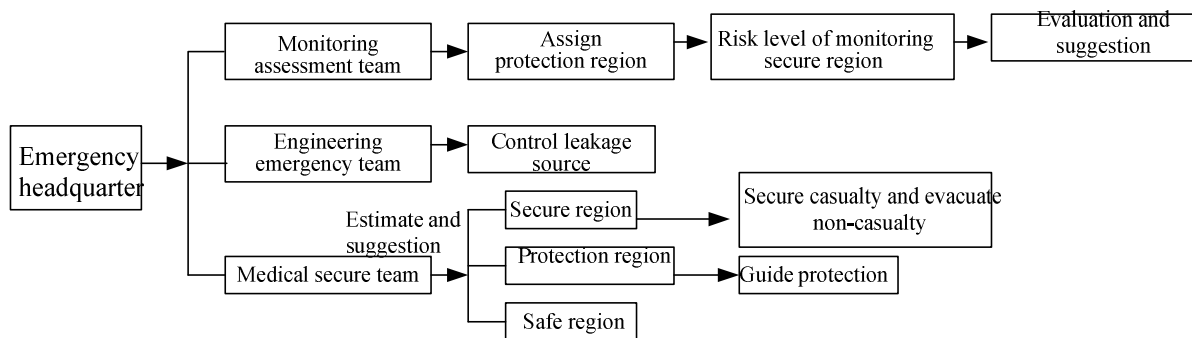 Monitoring
assessment team
Assign
protection region
Risk level of monitoring
secure region
Evaluation and
suggestion
Emergency
headquarter
Engineering
emergency team
Control leakage
source
Estimate and
suggestion
Medical secure team
Secure region
Secure casualty and evacuate
non-casualty
Protection region
Guide protection
Safe region